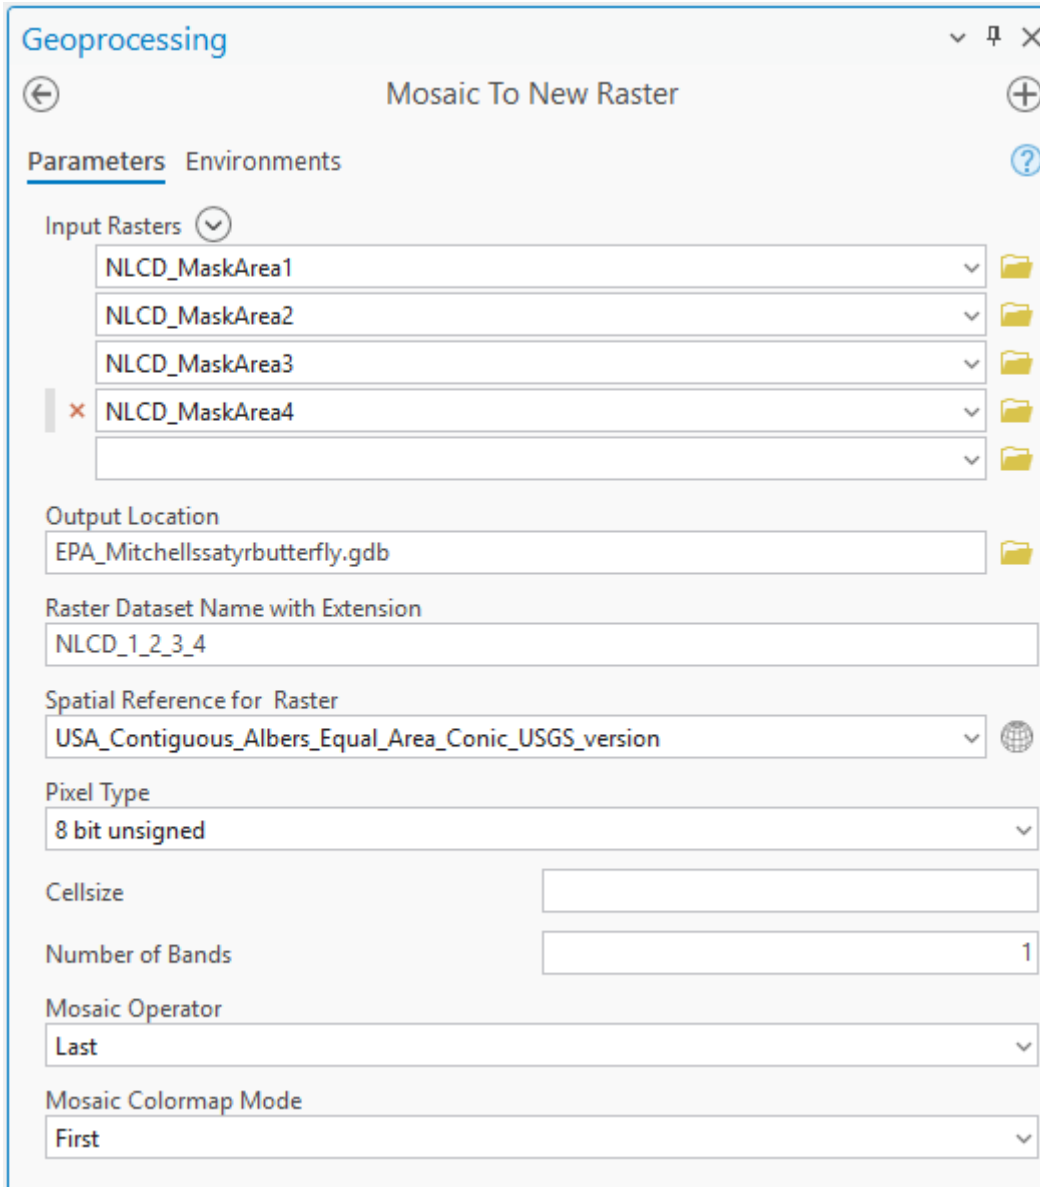 Geoprocessing
Mosaic To New Raster
Parameters Environments
Input Rasters
NLCD_MaskArea1
NLCD_MaskArea2
NLCD_MaskArea3
NLCD_MaskArea4
Output Location
EPA_Mitchellssatyrbutterfly.gdb
Raster Dataset Name with Extension
NLCD_1_2_3_4
Spatial Reference for Raster
USA_Contiguous_Albers_Equal_Area_Conic_USGS_version
Pixel Type
8 bit unsigned
Cellsize
Number of Bands 1
Mosaic Operator
Last
Mosaic Colormap Mode
First